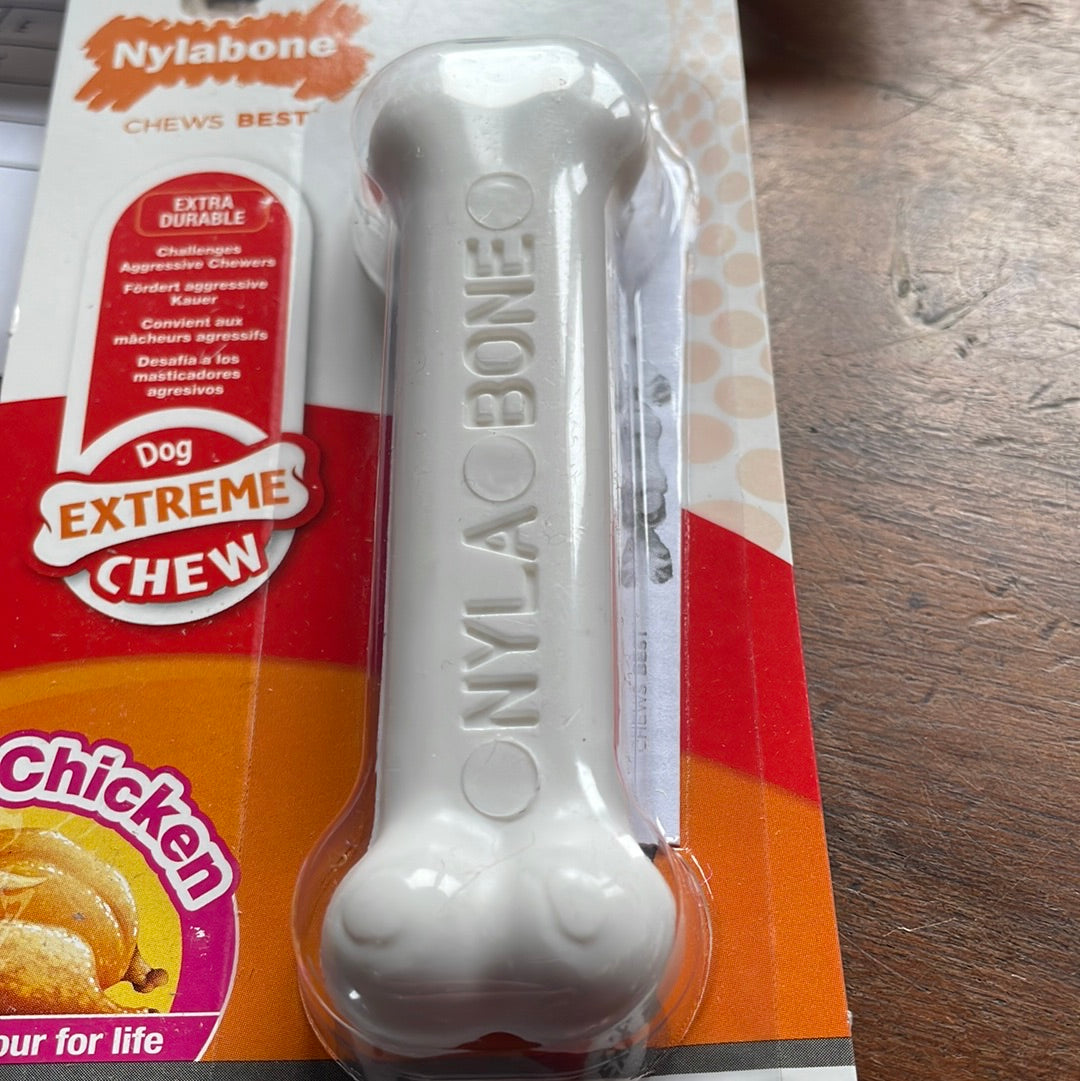 Nylabone
CHEWS BEST
EXTRA
DURABLE
Challenges
Aggressive Chewers
Fördert aggressive
Kauer
Convient aux
mâcheurs agressifs
Desafia a los
masticadores
agresivos
Dog
EXTREME
CHEW
NYLABONE
CHEWS BEST
Chicken
our for life